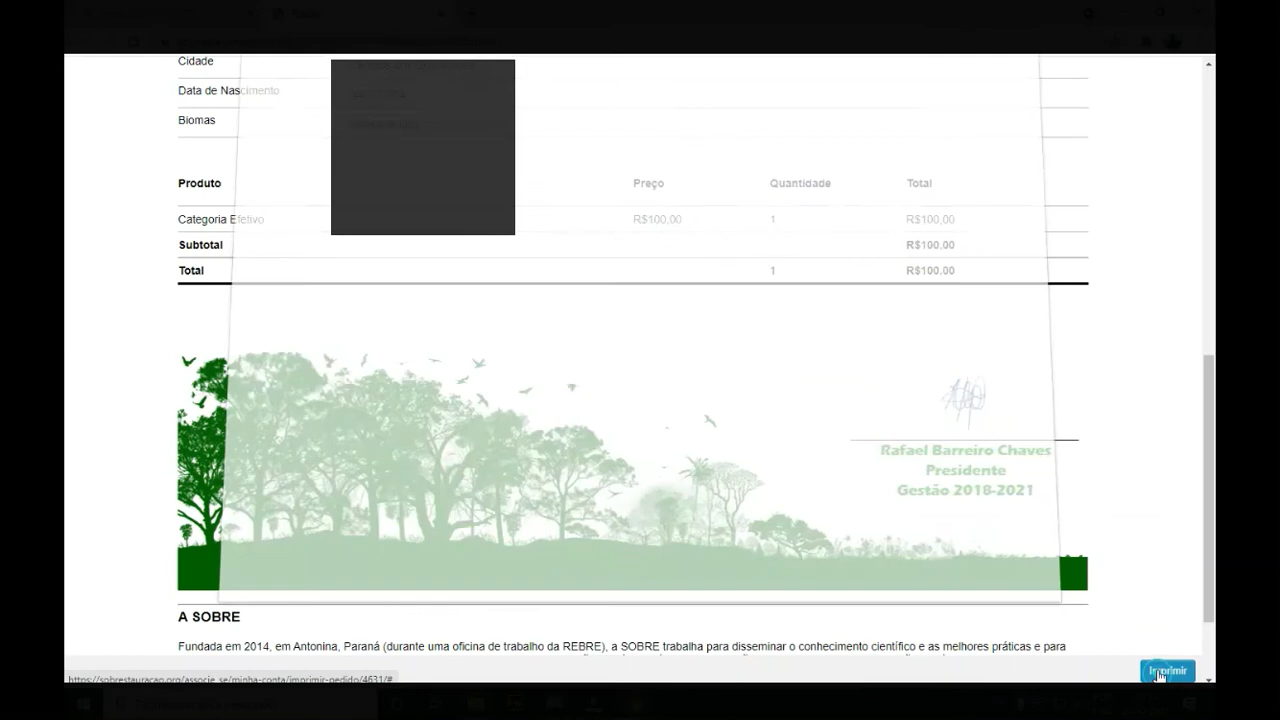 Cidade
Data de Nascimento
Biomas
Produto Preço Quantidade Total
Categoria Efetivo R$100,00 1 R$100,00
Subtotal R$100.00
Total 1 R$100.00
Rafael Barreiro Chaves
Presidente
Gestão 2018-2021
A SOBRE
Fundada em 2014, em Antonina, Paraná (durante uma oficina de trabalho da REBRE), a SOBRE trabalha para disseminar o conhecimento científico e as melhores práticas e para
Imprimir
https://sobrestauracao.org/associe_se/minha-conta/imprimir-pedido/4631/#